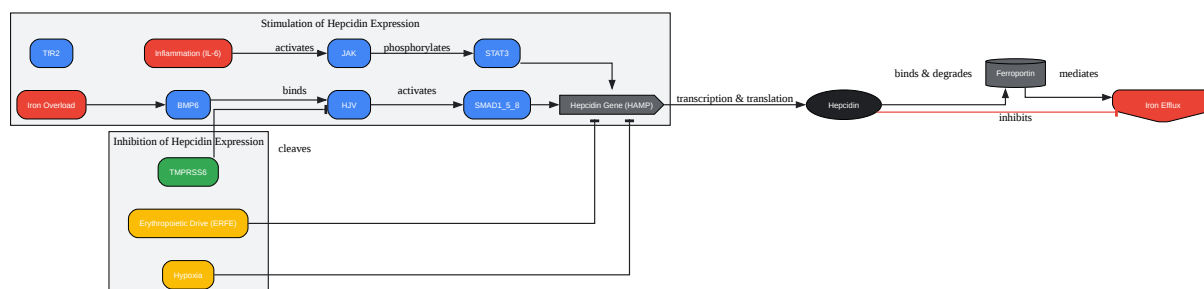 Stimulation of Hepcidin Expression
TfR2
Inflammation (IL-6)
activates
JAK
phosphorylates
STAT3
Iron Overload
BMP6
binds
HJV
activates
SMAD1_5_8
Hepcidin Gene (HAMP)
transcription & translation
Hepcidin
binds & degrades
Ferroportin
mediates
Iron Efflux
inhibits
Inhibition of Hepcidin Expression
cleaves
TMPRSS6
Erythropoietic Drive (ERFE)
Hypoxia